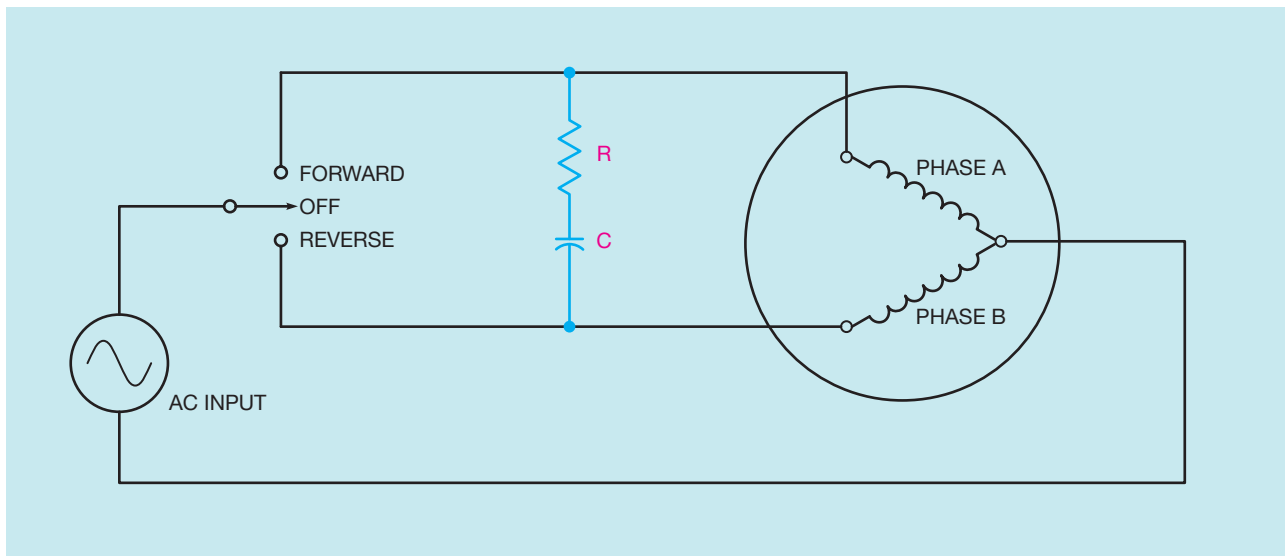 FORWARD
OFF
REVERSE
R
C
PHASE A
PHASE B
AC INPUT